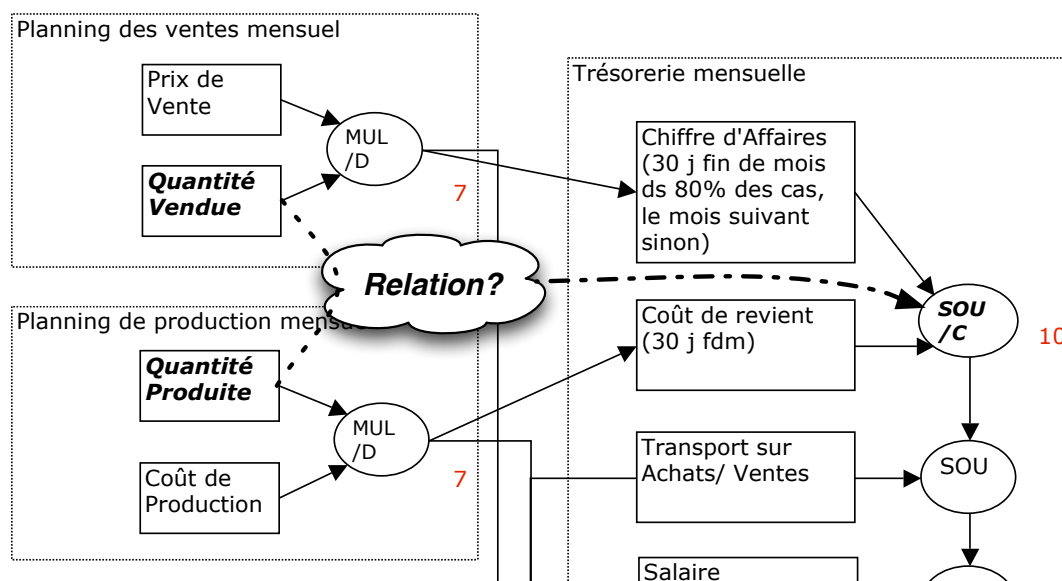 Planning des ventes mensuel
Prix de
Vente
MUL
/D
Quantité
Vendue
7
Relation?
Planning de production
Quantité
Produite
MUL
/D
Coût de
Production
7
Trésorerie mensuelle
Chiffre d'Affaires
(30 j fin de mois
ds 80% des cas,
le mois suivant
sinon)
Coût de revient
(30 j fdm)
SOU
/C
10
Transport sur
Achats/ Ventes
SOU
Salaire